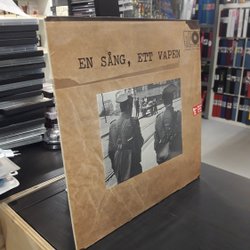 EN SÅNG, ETT VAPEN